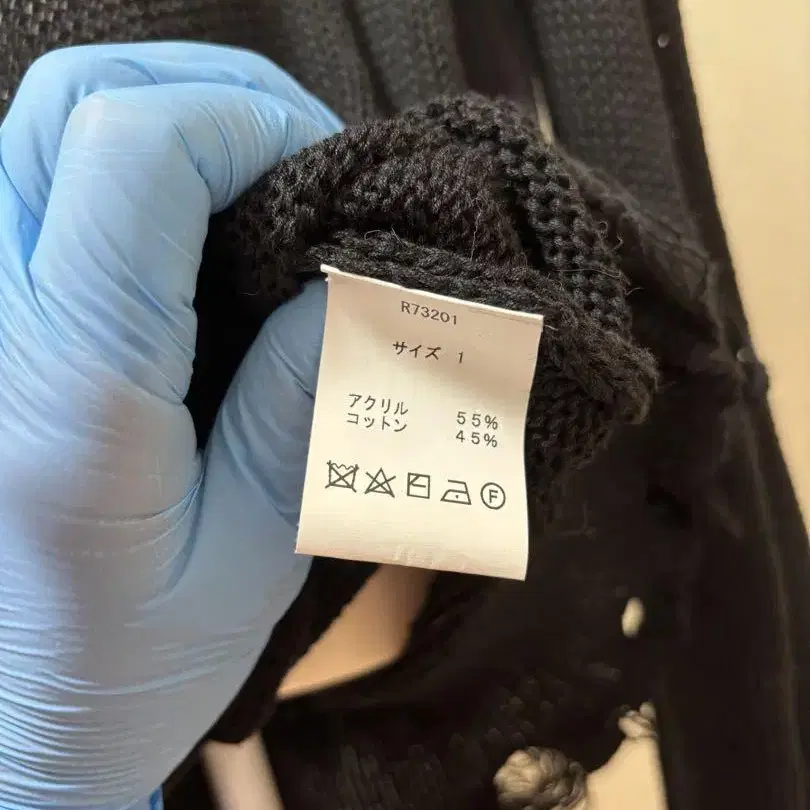 R73201
サイズ 1
アクリル 55%
コットン 45%
F